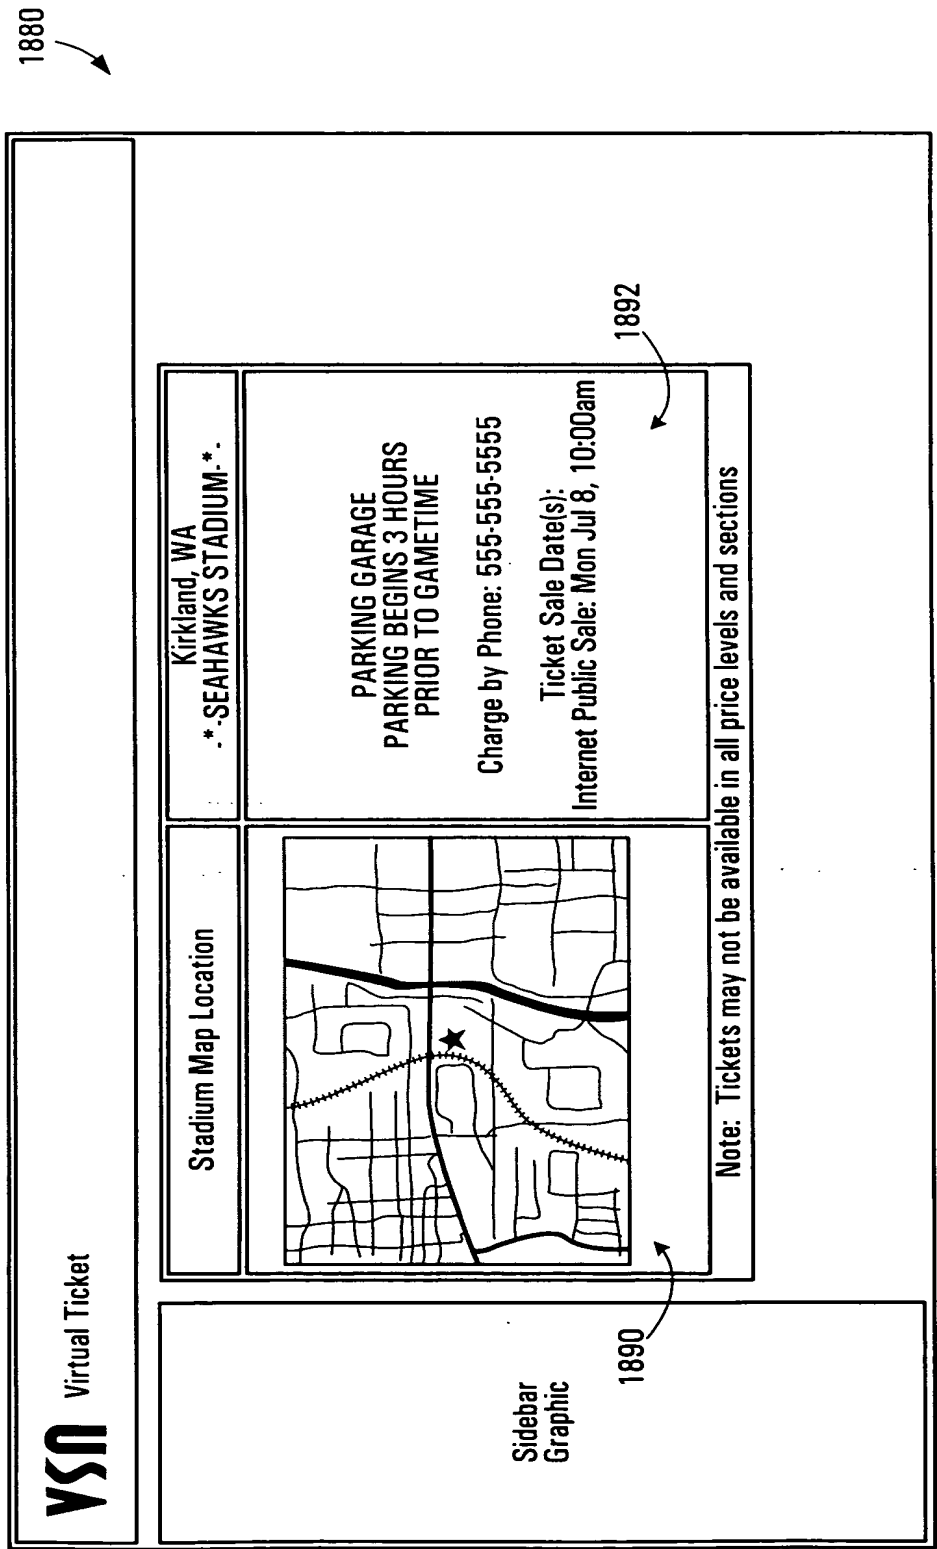 1880
VSN Virtual Ticket
Sidebar
Graphic
Stadium Map Location
Kirkland, WA
-*-SEAHAWKS STADIUM-*-
PARKING GARAGE
PARKING BEGINS 3 HOURS
PRIOR TO GAMETIME
Charge by Phone: 555-555-5555
Ticket Sale Date(s):
Internet Public Sale: Mon Jul 8, 10:00am
Note: Tickets may not be available in all price levels and sections
1890
1892